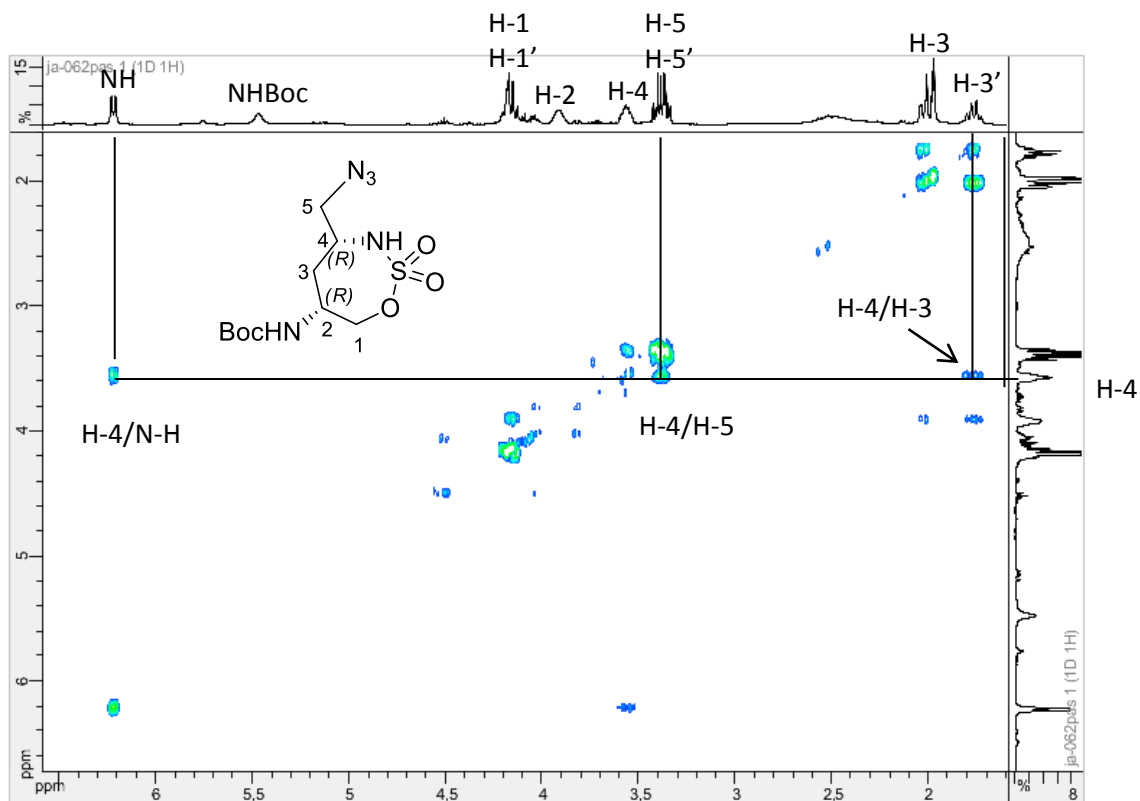 H-1
H-1’
H-5
H-5’
H-3
H-3’
NH
NHBoc
H-2
H-4
ja-062pas 1 (1D 1H)
15
%
N3
5
4
NH
O
(R)
S
O
3
(R)
O
BocHN
2
1
H-4/H-3
H-4
H-4/N-H
H-4/H-5
2
3
4
5
6
ppm
ppm
6
5,5
5
4,5
4
3,5
3
2,5
2
%
8
ja-062pas 1 (1D 1H)